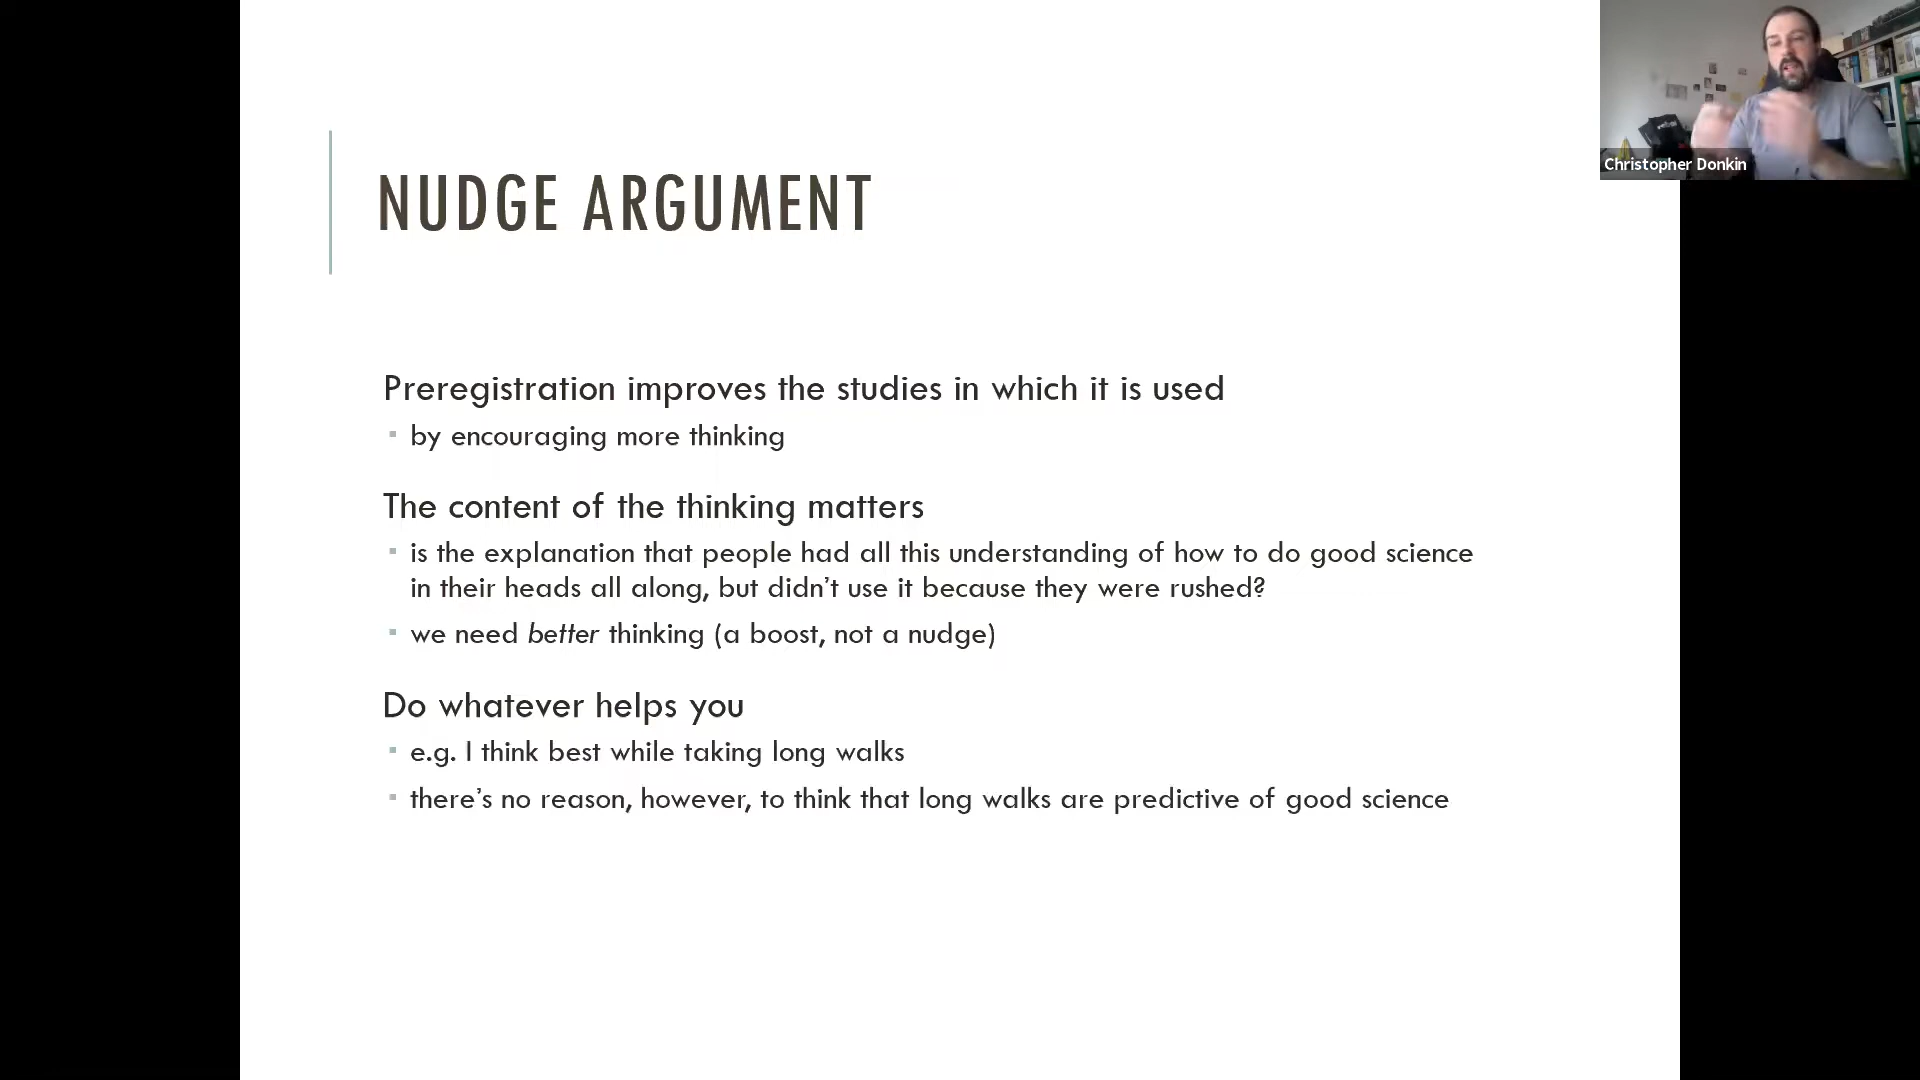 Christopher Donkin
NUDGE ARGUMENT
Preregistration improves the studies in which it is used
▪ by encouraging more thinking
The content of the thinking matters
▪ is the explanation that people had all this understanding of how to do good science
in their heads all along, but didn’t use it because they were rushed?
▪ we need better thinking (a boost, not a nudge)
Do whatever helps you
▪ e.g. I think best while taking long walks
▪ there’s no reason, however, to think that long walks are predictive of good science